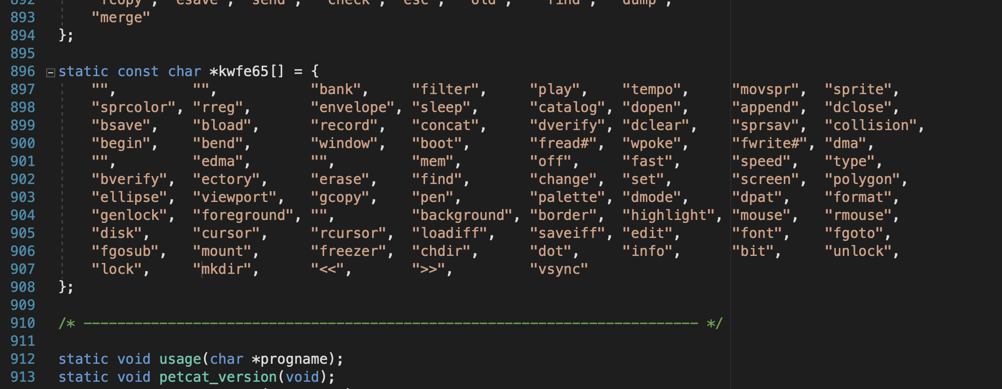 892 "fcopy", "esave", "send", "check", "esc", "old", "find", "dump",
893 "merge"
894 };
895
896 static const char *kwfe65[] = {
897 "", "", "bank", "filter", "play", "tempo", "movspr", "sprite",
898 "sprcolor", "rreg", "envelope", "sleep", "catalog", "dopen", "append", "dclose",
899 "bsave", "bload", "record", "concat", "dverify", "dclear", "sprsav", "collision",
900 "begin", "bend", "window", "boot", "fread#", "wpoke", "fwrite#", "dma",
901 "", "edma", "", "mem", "off", "fast", "speed", "type",
902 "bverify", "ectory", "erase", "find", "change", "set", "screen", "polygon",
903 "ellipse", "viewport", "gcopy", "pen", "palette", "dmode", "dpat", "format",
904 "genlock", "foreground", "", "background", "border", "highlight", "mouse", "rmouse",
905 "disk", "cursor", "rcursor", "loadiff", "saveiff", "edit", "font", "fgoto",
906 "fgosub", "mount", "freezer", "chdir", "dot", "info", "bit", "unlock",
907 "lock", "mkdir", "<<", ">>", "vsync"
908 };
909
910 /* ------------------------------------------------------------------------- */
911
912 static void usage(char *progname);
913 static void petcat_version(void);